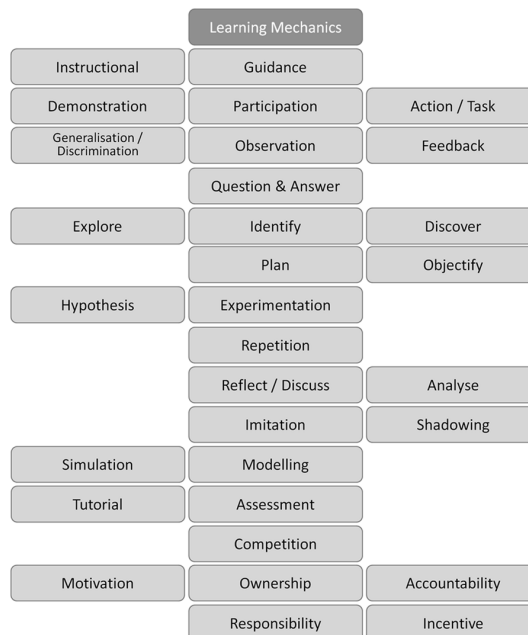 Learning Mechanics
Instructional Guidance
Demonstration Participation Action / Task
Generalisation /
Discrimination
Observation Feedback
Question & Answer
Explore Identify Discover
Plan Objectify
Hypothesis Experimentation
Repetition
Reflect / Discuss Analyse
Imitation Shadowing
Simulation Modelling
Tutorial Assessment
Competition
Motivation Ownership Accountability
Responsibility Incentive